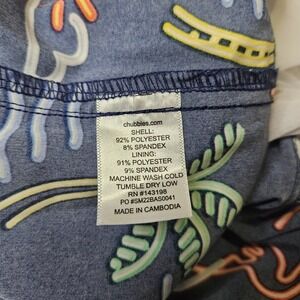 chubbies.com
SHELL:
92% POLYESTER
8% SPANDEX
LINING:
91% POLYESTER
9% SPANDEX
MACHINE WASH COLD
TUMBLE DRY LOW
RN #143198
PO #SM22BAS0041
MADE IN CAMBODIA